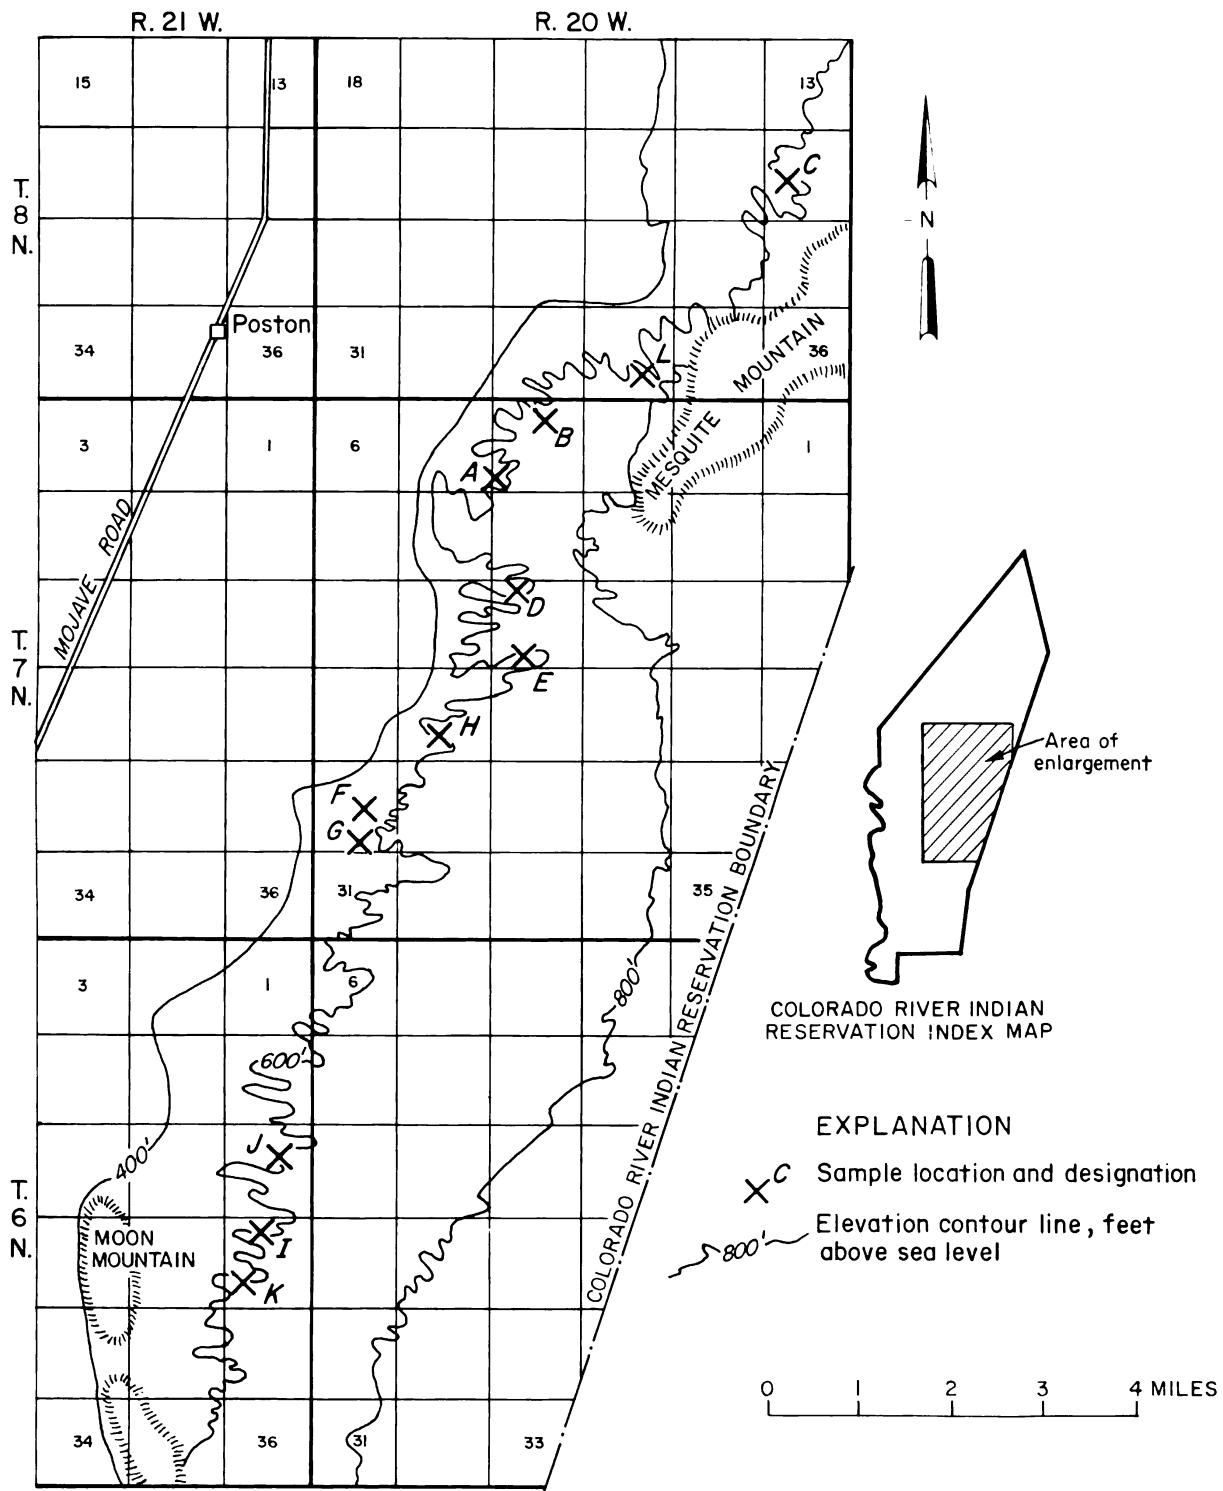 R. 21 W.
R. 20 W.
15
13
18
13
C
T.
8
N.
N
Poston
34
36
31
L
MOUNTAIN
36
3
1
6
B
MESQUITE
1
A
MOJAVE ROAD
D
T.
7
N.
E
H
Area of
enlargement
F
G
34
36
31
35
COLORADO RIVER INDIAN RESERVATION BOUNDARY
3
1
6
800'
COLORADO RIVER INDIAN
RESERVATION INDEX MAP
600'
EXPLANATION
J
400'
C
Sample location and designation
T.
6
N.
MOON
MOUNTAIN
I
K
800'
Elevation contour line, feet
above sea level
0 1 2 3 4 MILES
34
36
31
33